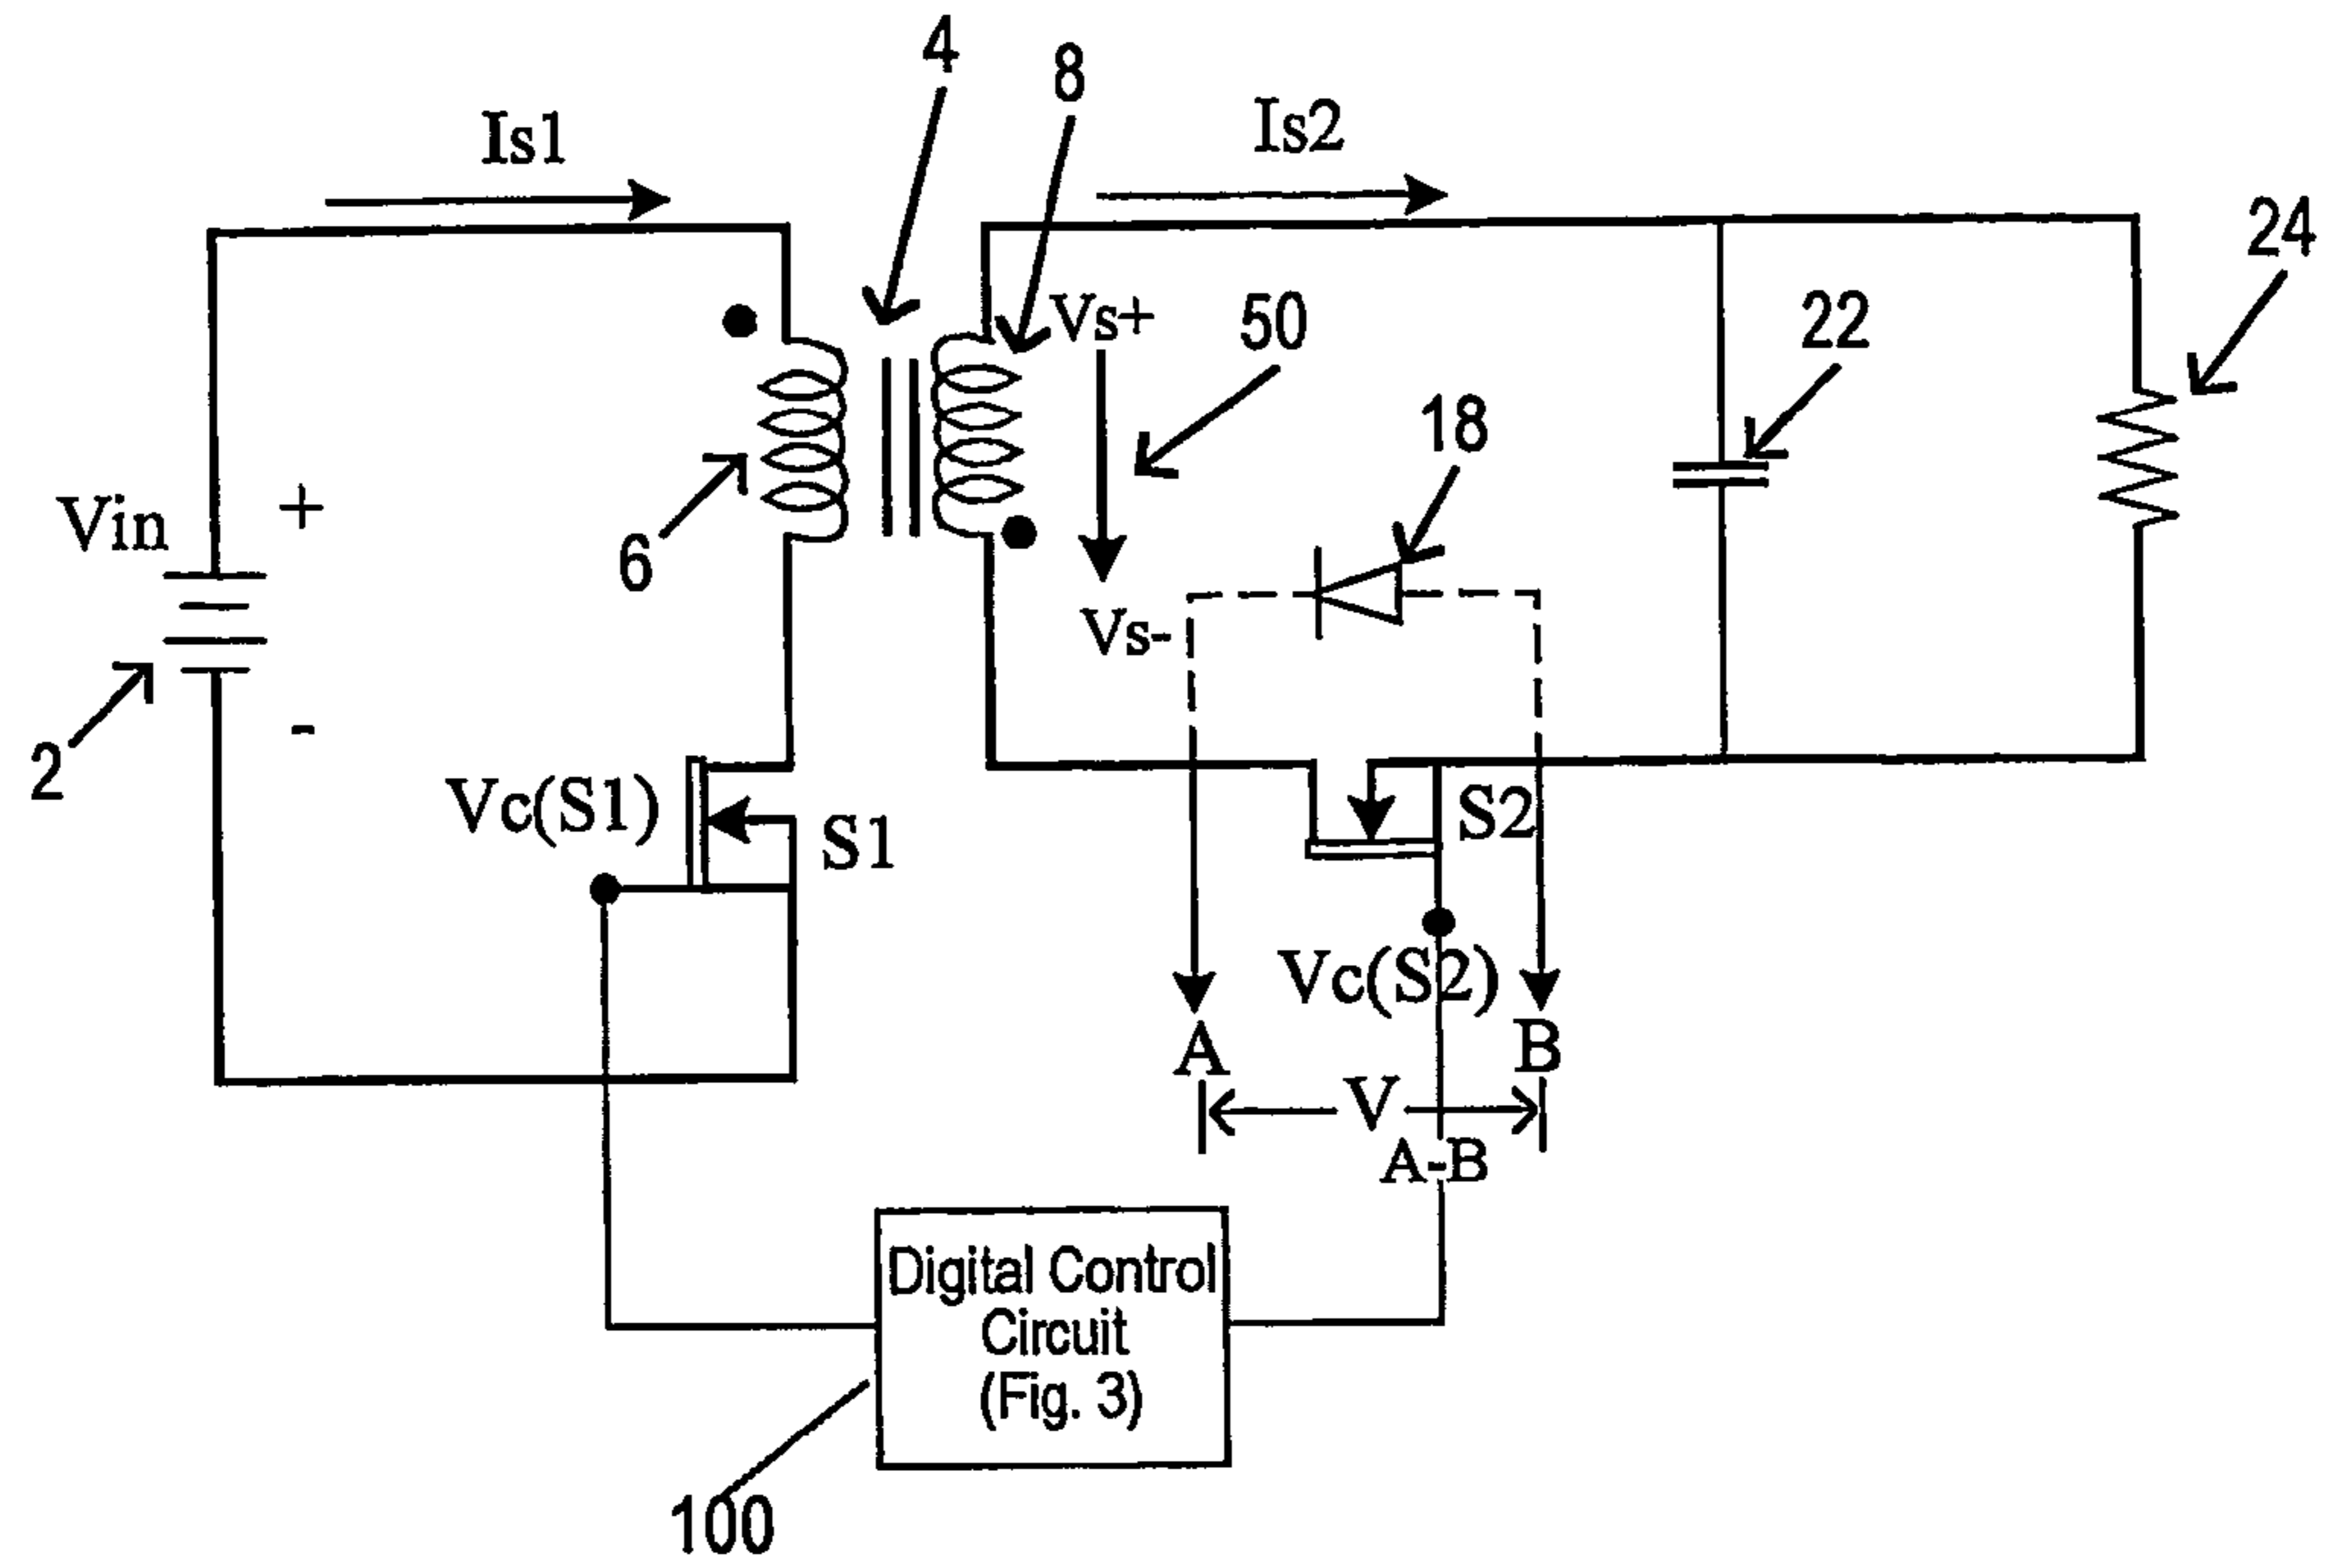 4
8
Is1
Is2
24
Vs+
50
22
18
Vin
+
6
Vs-
-
2
Vc(S1)
S1
S2
Vc(S2)
A
B
V
A-B
Digital Control
Circuit
(Fig. 3)
100